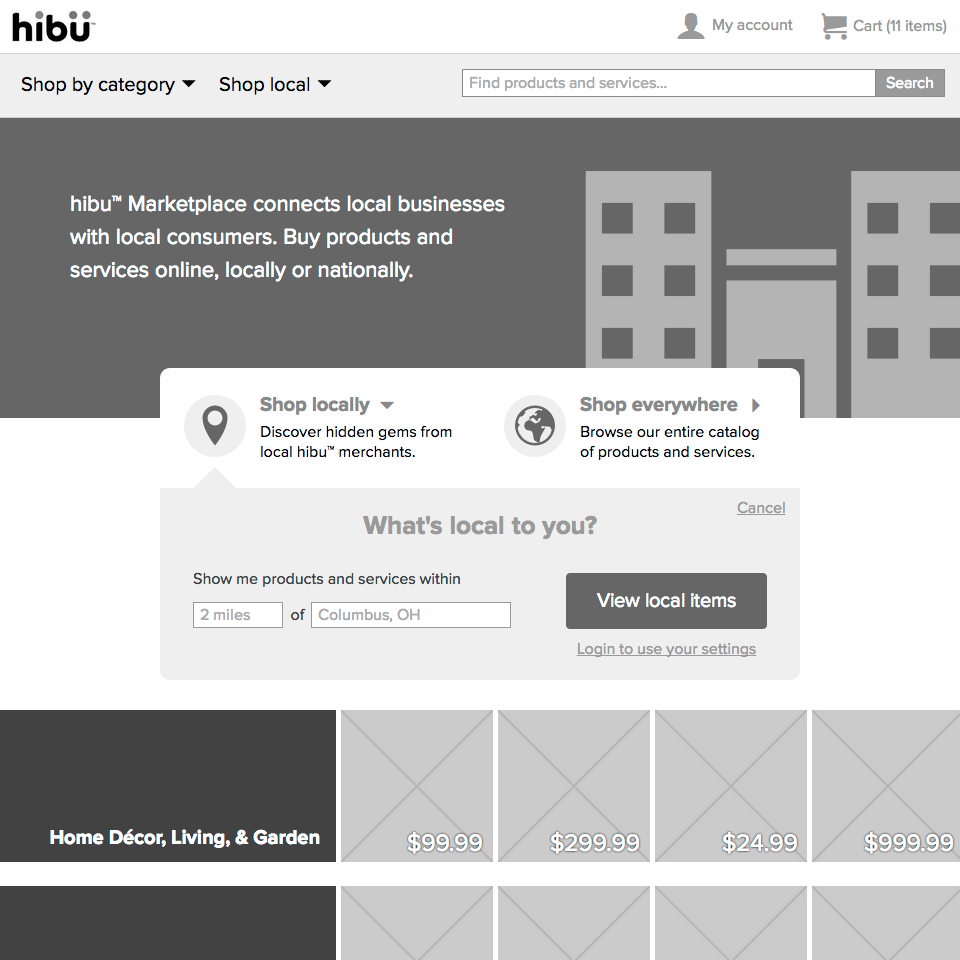 hibü™
My account
Cart (11 items)
Shop by category
Shop local
Find products and services...
Search
hibu™ Marketplace connects local businesses
with local consumers. Buy products and
services online, locally or nationally.
Shop locally
Discover hidden gems from
local hibu™ merchants.
Shop everywhere
Browse our entire catalog
of products and services.
Cancel
What's local to you?
Show me products and services within
2 miles of Columbus, OH
View local items
Login to use your settings
Home Décor, Living, & Garden
$99.99
$299.99
$24.99
$999.99